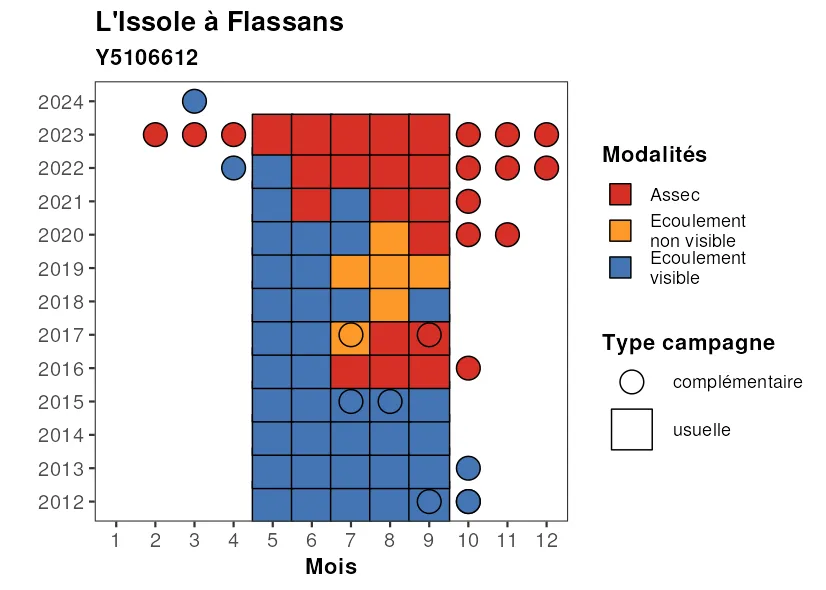 L'Issole à Flassans
Y5106612
2024
2023
2022
2021
2020
2019
2018
2017
2016
2015
2014
2013
2012
1 2 3 4 5 6 7 8 9 10 11 12
Mois
Modalités
Assec
Ecoulement
non visible
Ecoulement
visible
Type campagne
complémentaire
usuelle